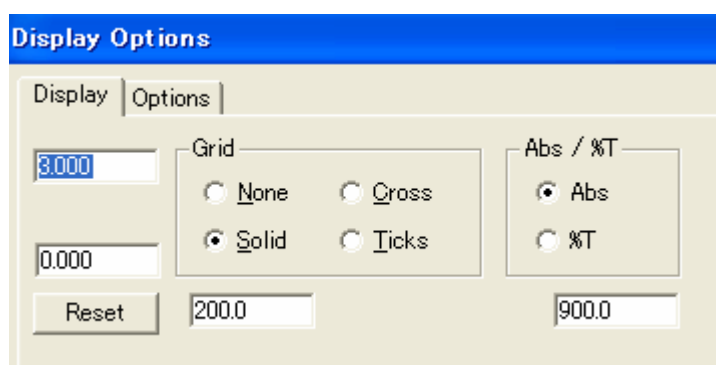 Display Options
Display Options
Grid Abs / %T
3.000
None Cross Abs
Solid Ticks %T
0.000
Reset 200.0 900.0